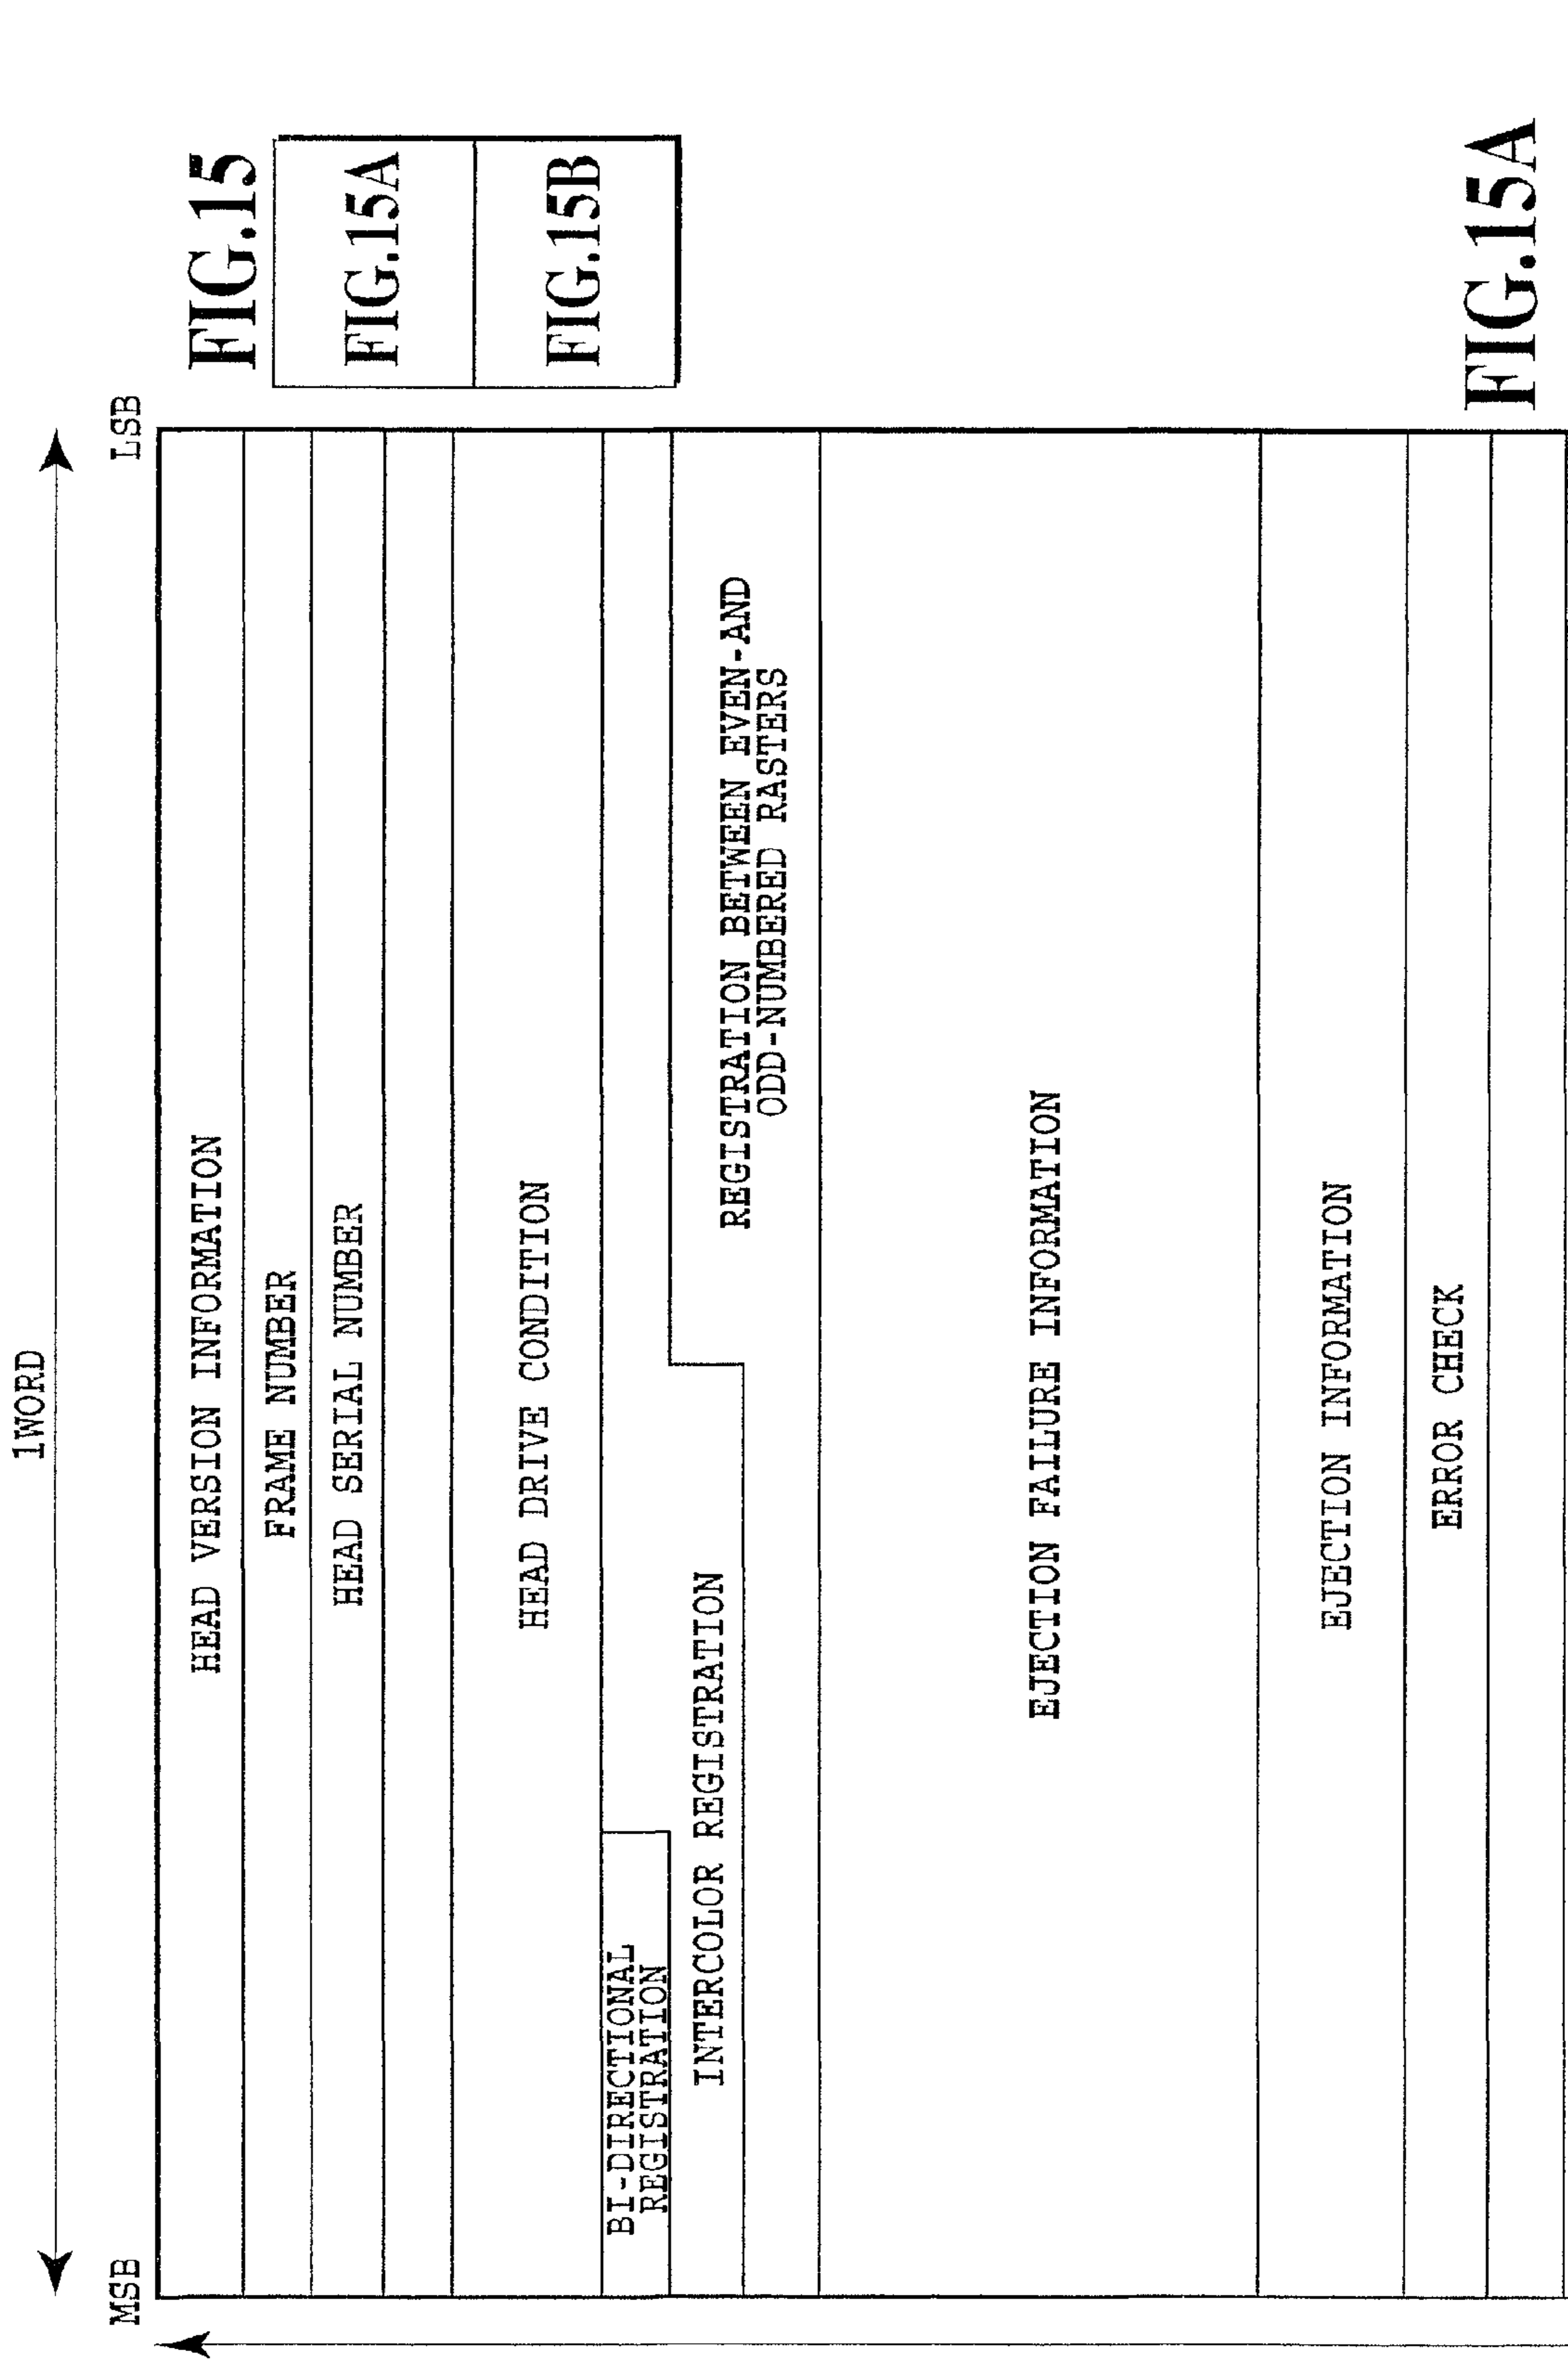 1WORD
MSB
LSB
HEAD VERSION INFORMATION
FRAME NUMBER
HEAD SERIAL NUMBER
HEAD DRIVE CONDITION
BI-DIRECTIONAL
REGISTRATION
INTERCOLOR REGISTRATION
REGISTRATION BETWEEN EVEN-AND
ODD-NUMBERED RASTERS
EJECTION FAILURE INFORMATION
EJECTION INFORMATION
ERROR CHECK
FIG.15
FIG.15A
FIG.15B
FIG.15A